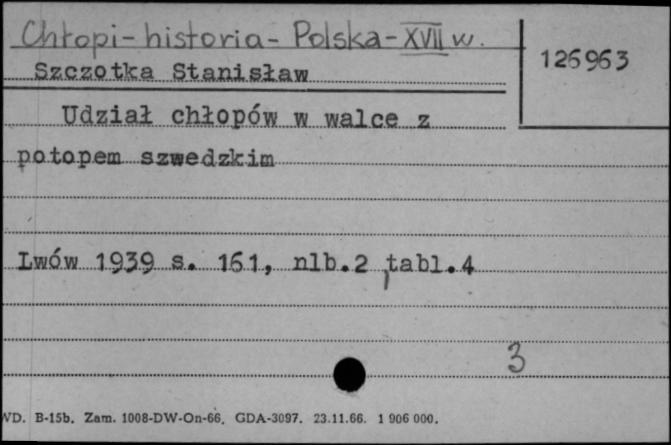 Chłopi - historia - Polska - XVII w.
126963
Szczotka Stanisław
Udział chłopów w walce z
potopem szwedzkim
Lwów 1939 s. 161, nlb.2, tabl.4
3
WD. B-15b. Zam. 1008-DW-On-66. GDA-3097. 23.11.66. 1 906 000.